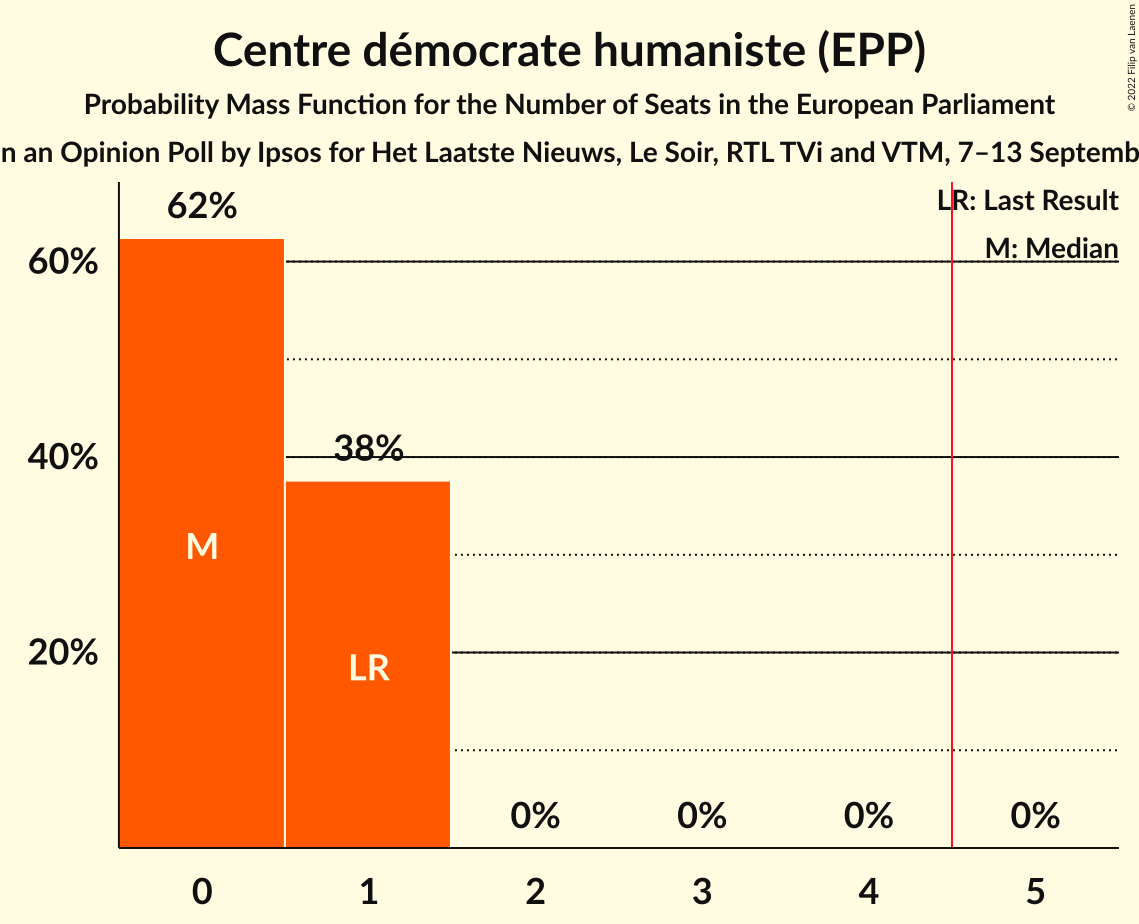 Centre démocrate humaniste (EPP)
Probability Mass Function for the Number of Seats in the European Parliament
n an Opinion Poll by Ipsos for Het Laatste Nieuws, Le Soir, RTL TVi and VTM, 7–13 Septemb
© 2022 Filip van Laenen
LR: Last Result
M: Median
62%
60%
38%
40%
M
LR
20%
0%
0%
0%
0%
0
1
2
3
4
5